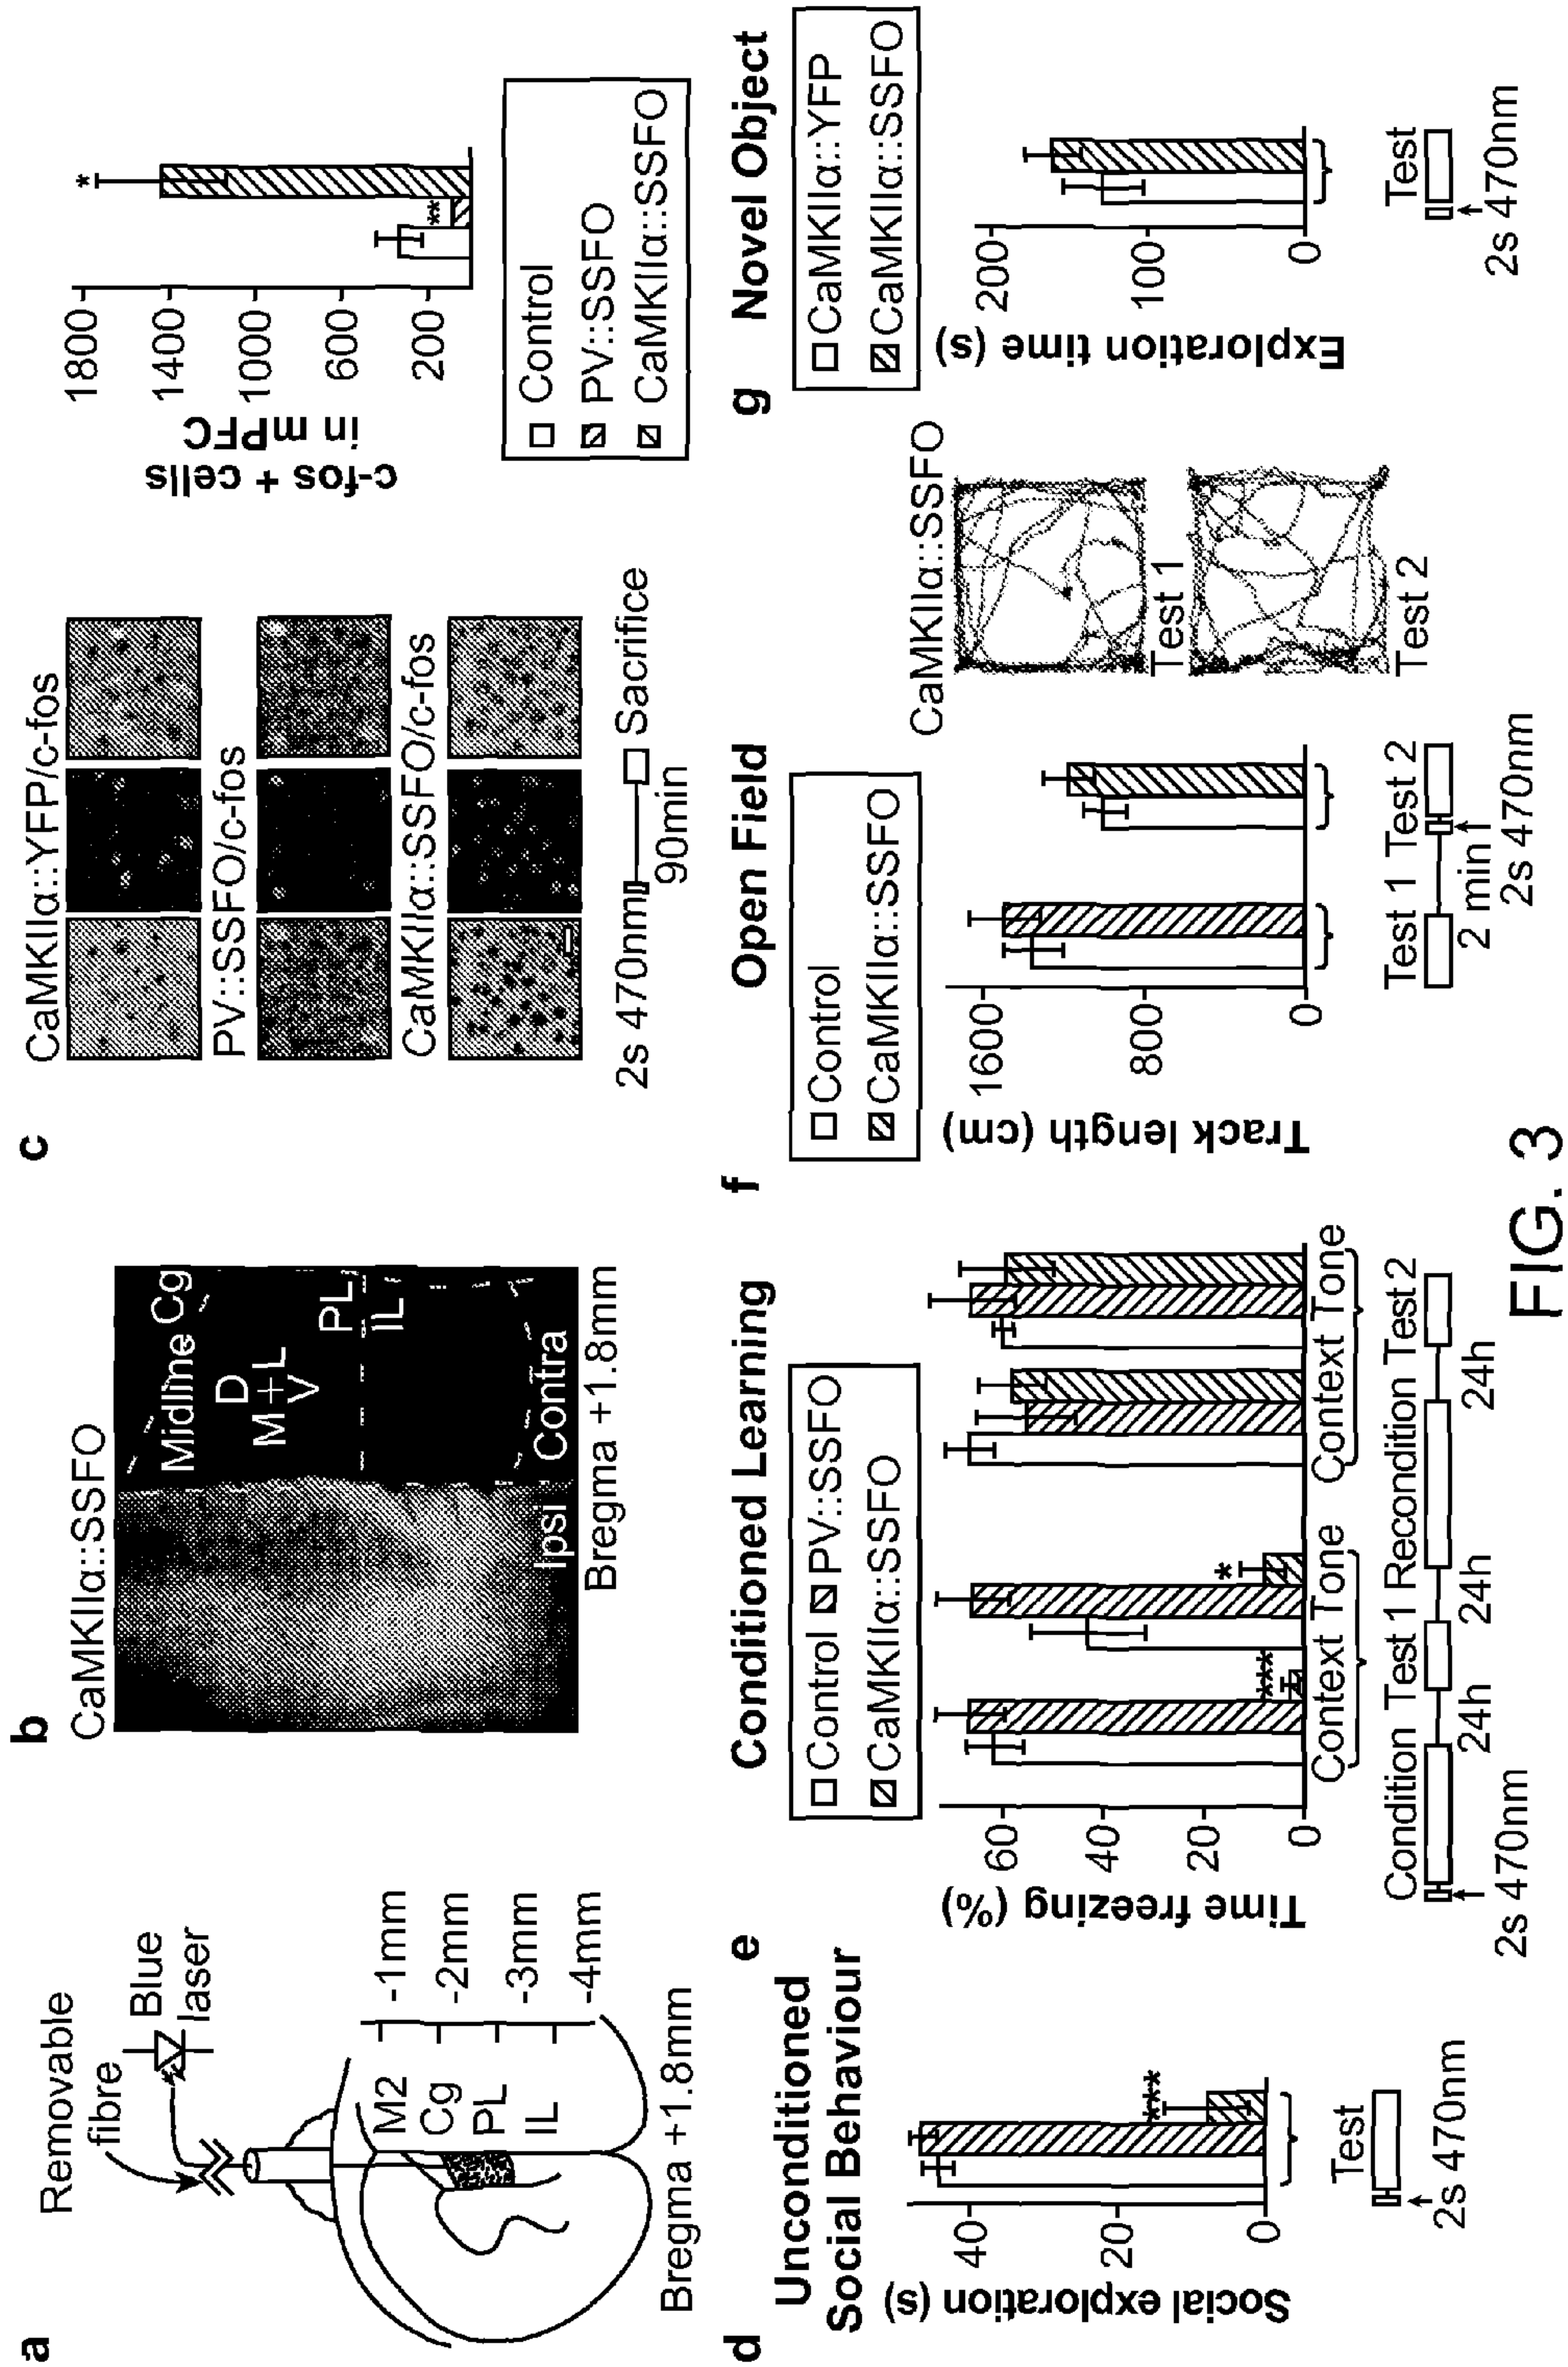 a
Removable
fibre
Blue
laser
M2
Cg
PL
IL
-1mm
-2mm
-3mm
-4mm
Bregma +1.8mm
b
CaMKIIα::SSFO
Midline
Cg
D
M+L
V
PL
IL
Ipsi
Contra
Bregma +1.8mm
c
CaMKIIα::YFP/c-fos
PV::SSFO/c-fos
CaMKIIα::SSFO/c-fos
2s 470nm
Sacrifice
90min
c-fos + cells
in mPFC
1800
1400
1000
600
200
**
*
Control
PV::SSFO
CaMKIIα::SSFO
d
Unconditioned
Social Behaviour
Social exploration (s)
40
20
0
***
Test
2s 470nm
e
Conditioned Learning
Control
PV::SSFO
CaMKIIα::SSFO
Time freezing (%)
60
40
20
0
***
*
Context Tone
Context Tone
Condition Test 1 Recondition Test 2
24h
24h
24h
2s 470nm
f
Open Field
Control
CaMKIIα::SSFO
Track length (cm)
1600
800
0
Test 1 Test 2
2 min
2s 470nm
CaMKIIα::SSFO
Test 1
Test 2
g
Novel Object
CaMKIIα::YFP
CaMKIIα::SSFO
Exploration time (s)
200
100
0
Test
2s 470nm
FIG. 3